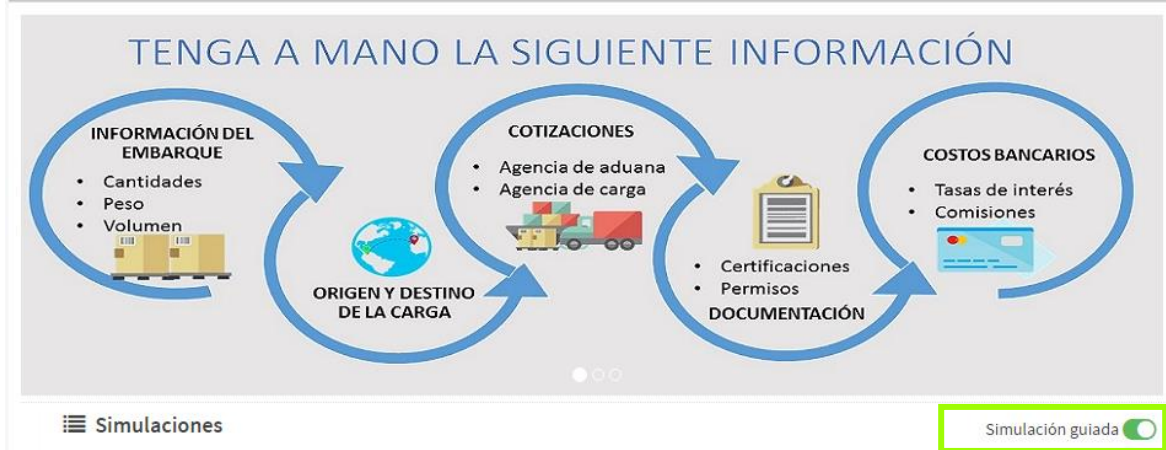 TENGA A MANO LA SIGUIENTE INFORMACIÓN
INFORMACIÓN DEL
EMBARQUE
• Cantidades
• Peso
• Volumen
ORIGEN Y DESTINO
DE LA CARGA
COTIZACIONES
• Agencia de aduana
• Agencia de carga
• Certificaciones
• Permisos
DOCUMENTACIÓN
COSTOS BANCARIOS
• Tasas de interés
• Comisiones
Simulaciones
Simulación guiada